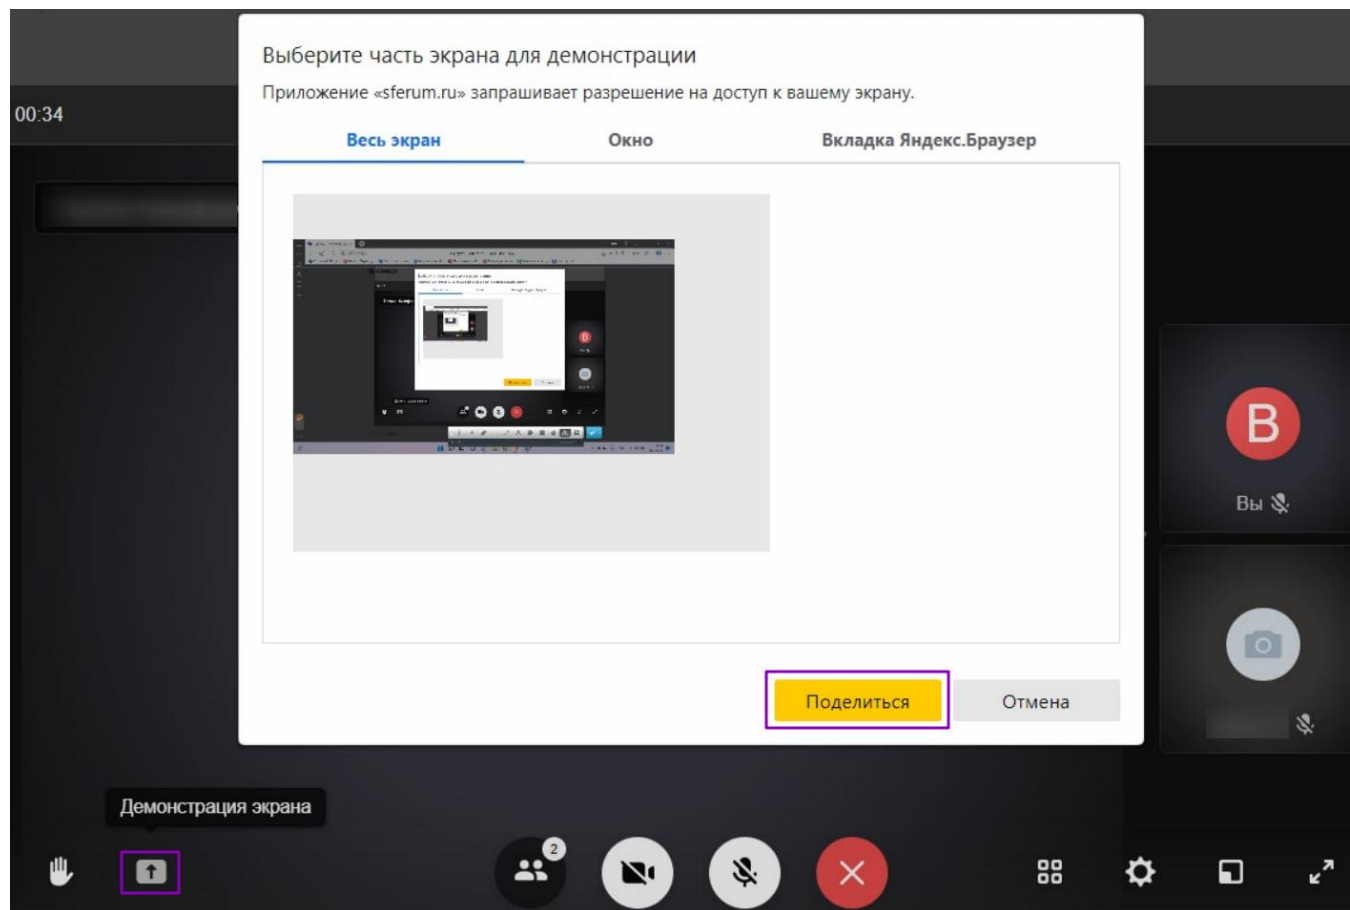 Выберите часть экрана для демонстрации
Приложение «sferum.ru» запрашивает разрешение на доступ к вашему экрану.
00:34
Весь экран
Окно
Вкладка Яндекс.Браузер
В
Вы
Поделиться
Отмена
Демонстрация экрана
2